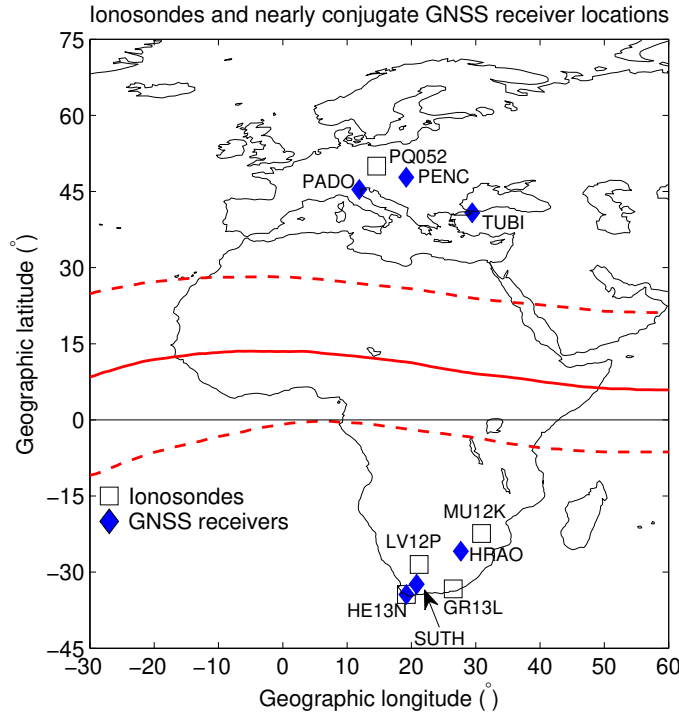 Ionosondes and nearly conjugate GNSS receiver locations
75
60
45
30
15
0
−15
−30
−45
Geographic latitude (°)
PQ052
PADO
PENC
TUBI
Ionosondes
GNSS receivers
MU12K
LV12P
HRAO
HE13N
GR13L
SUTH
−30 −20 −10 0 10 20 30 40 50 60
Geographic longitude (°)